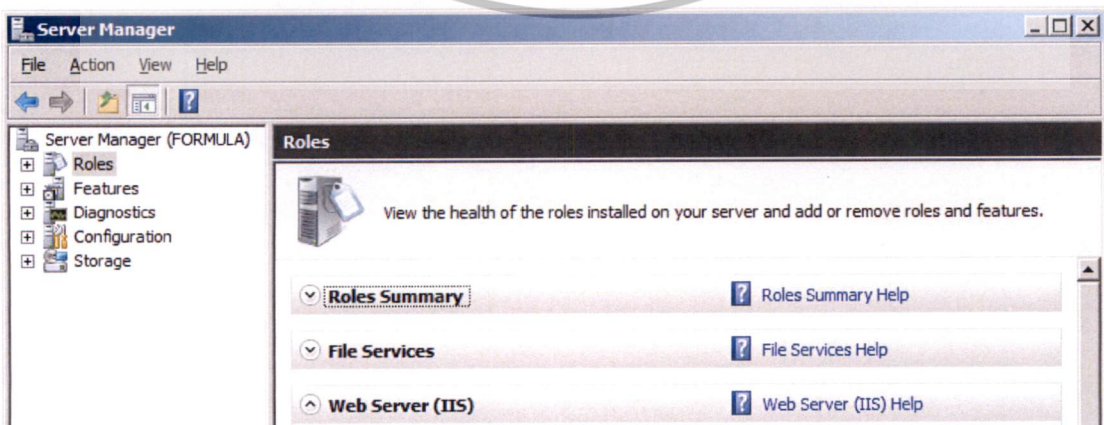 Server Manager
File Action View Help
Server Manager (FORMULA)
Roles
Features
Diagnostics
Configuration
Storage
Roles
View the health of the roles installed on your server and add or remove roles and features.
Roles Summary
Roles Summary Help
File Services
File Services Help
Web Server (IIS)
Web Server (IIS) Help